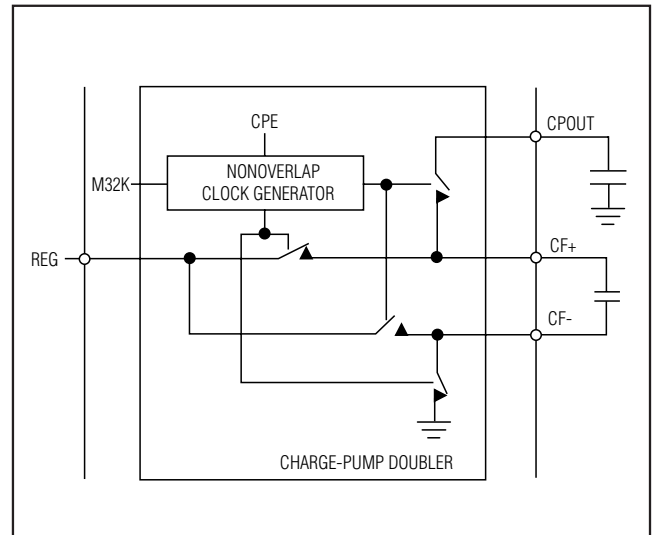 CPE
CPOUT
NONOVERLAP
CLOCK GENERATOR
M32K
REG
CF+
CF-
CHARGE-PUMP DOUBLER